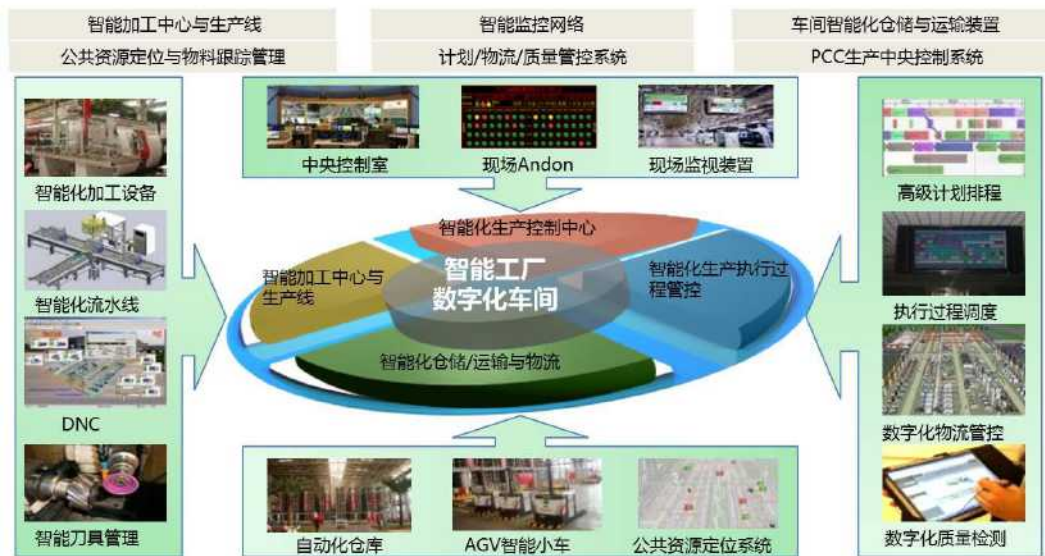 智能加工中心与生产线
智能监控网络
车间智能化仓储与运输装置
公共资源定位与物料跟踪管理
计划/物流/质量管控系统
PCC生产中央控制系统
中央控制室
现场Andon
现场监视装置
智能化加工设备
智能化流水线
DNC
智能刀具管理
智能化生产控制中心
智能加工中心与
生产线
智能工厂
数字化车间
智能化生产执行过
程管控
智能化仓储/运输与物流
高级计划排程
执行过程调度
数字化物流管控
数字化质量检测
自动化仓库
AGV智能小车
公共资源定位系统